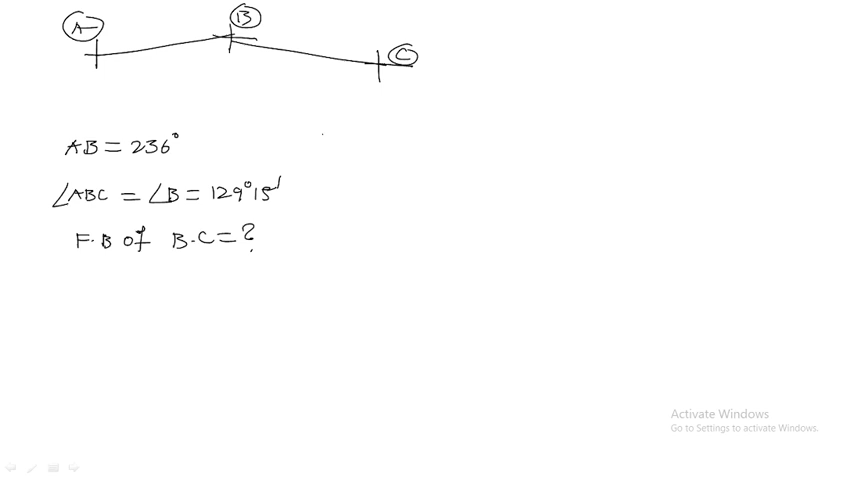 A B C
AB = 236°
∠ABC = ∠B = 129°15'
F.B of B.C = ?
Activate Windows
Go to Settings to activate Windows.